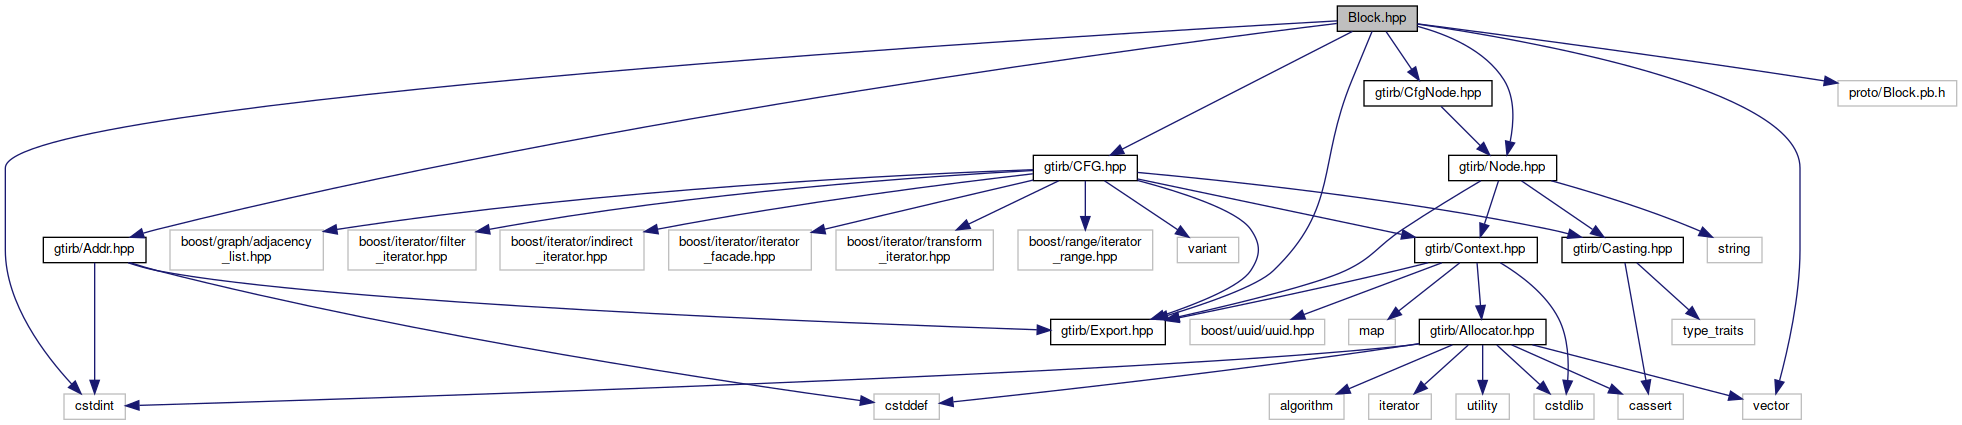 Block.hpp
gtirb/CfgNode.hpp
proto/Block.pb.h
gtirb/CFG.hpp
gtirb/Node.hpp
gtirb/Addr.hpp
boost/graph/adjacency
_list.hpp
boost/iterator/filter
_iterator.hpp
boost/iterator/indirect
_iterator.hpp
boost/iterator/iterator
_facade.hpp
boost/iterator/transform
_iterator.hpp
boost/range/iterator
_range.hpp
variant
gtirb/Context.hpp
gtirb/Casting.hpp
string
gtirb/Export.hpp
boost/uuid/uuid.hpp
map
gtirb/Allocator.hpp
type_traits
cstdint
cstddef
algorithm
iterator
utility
cstdlib
cassert
vector